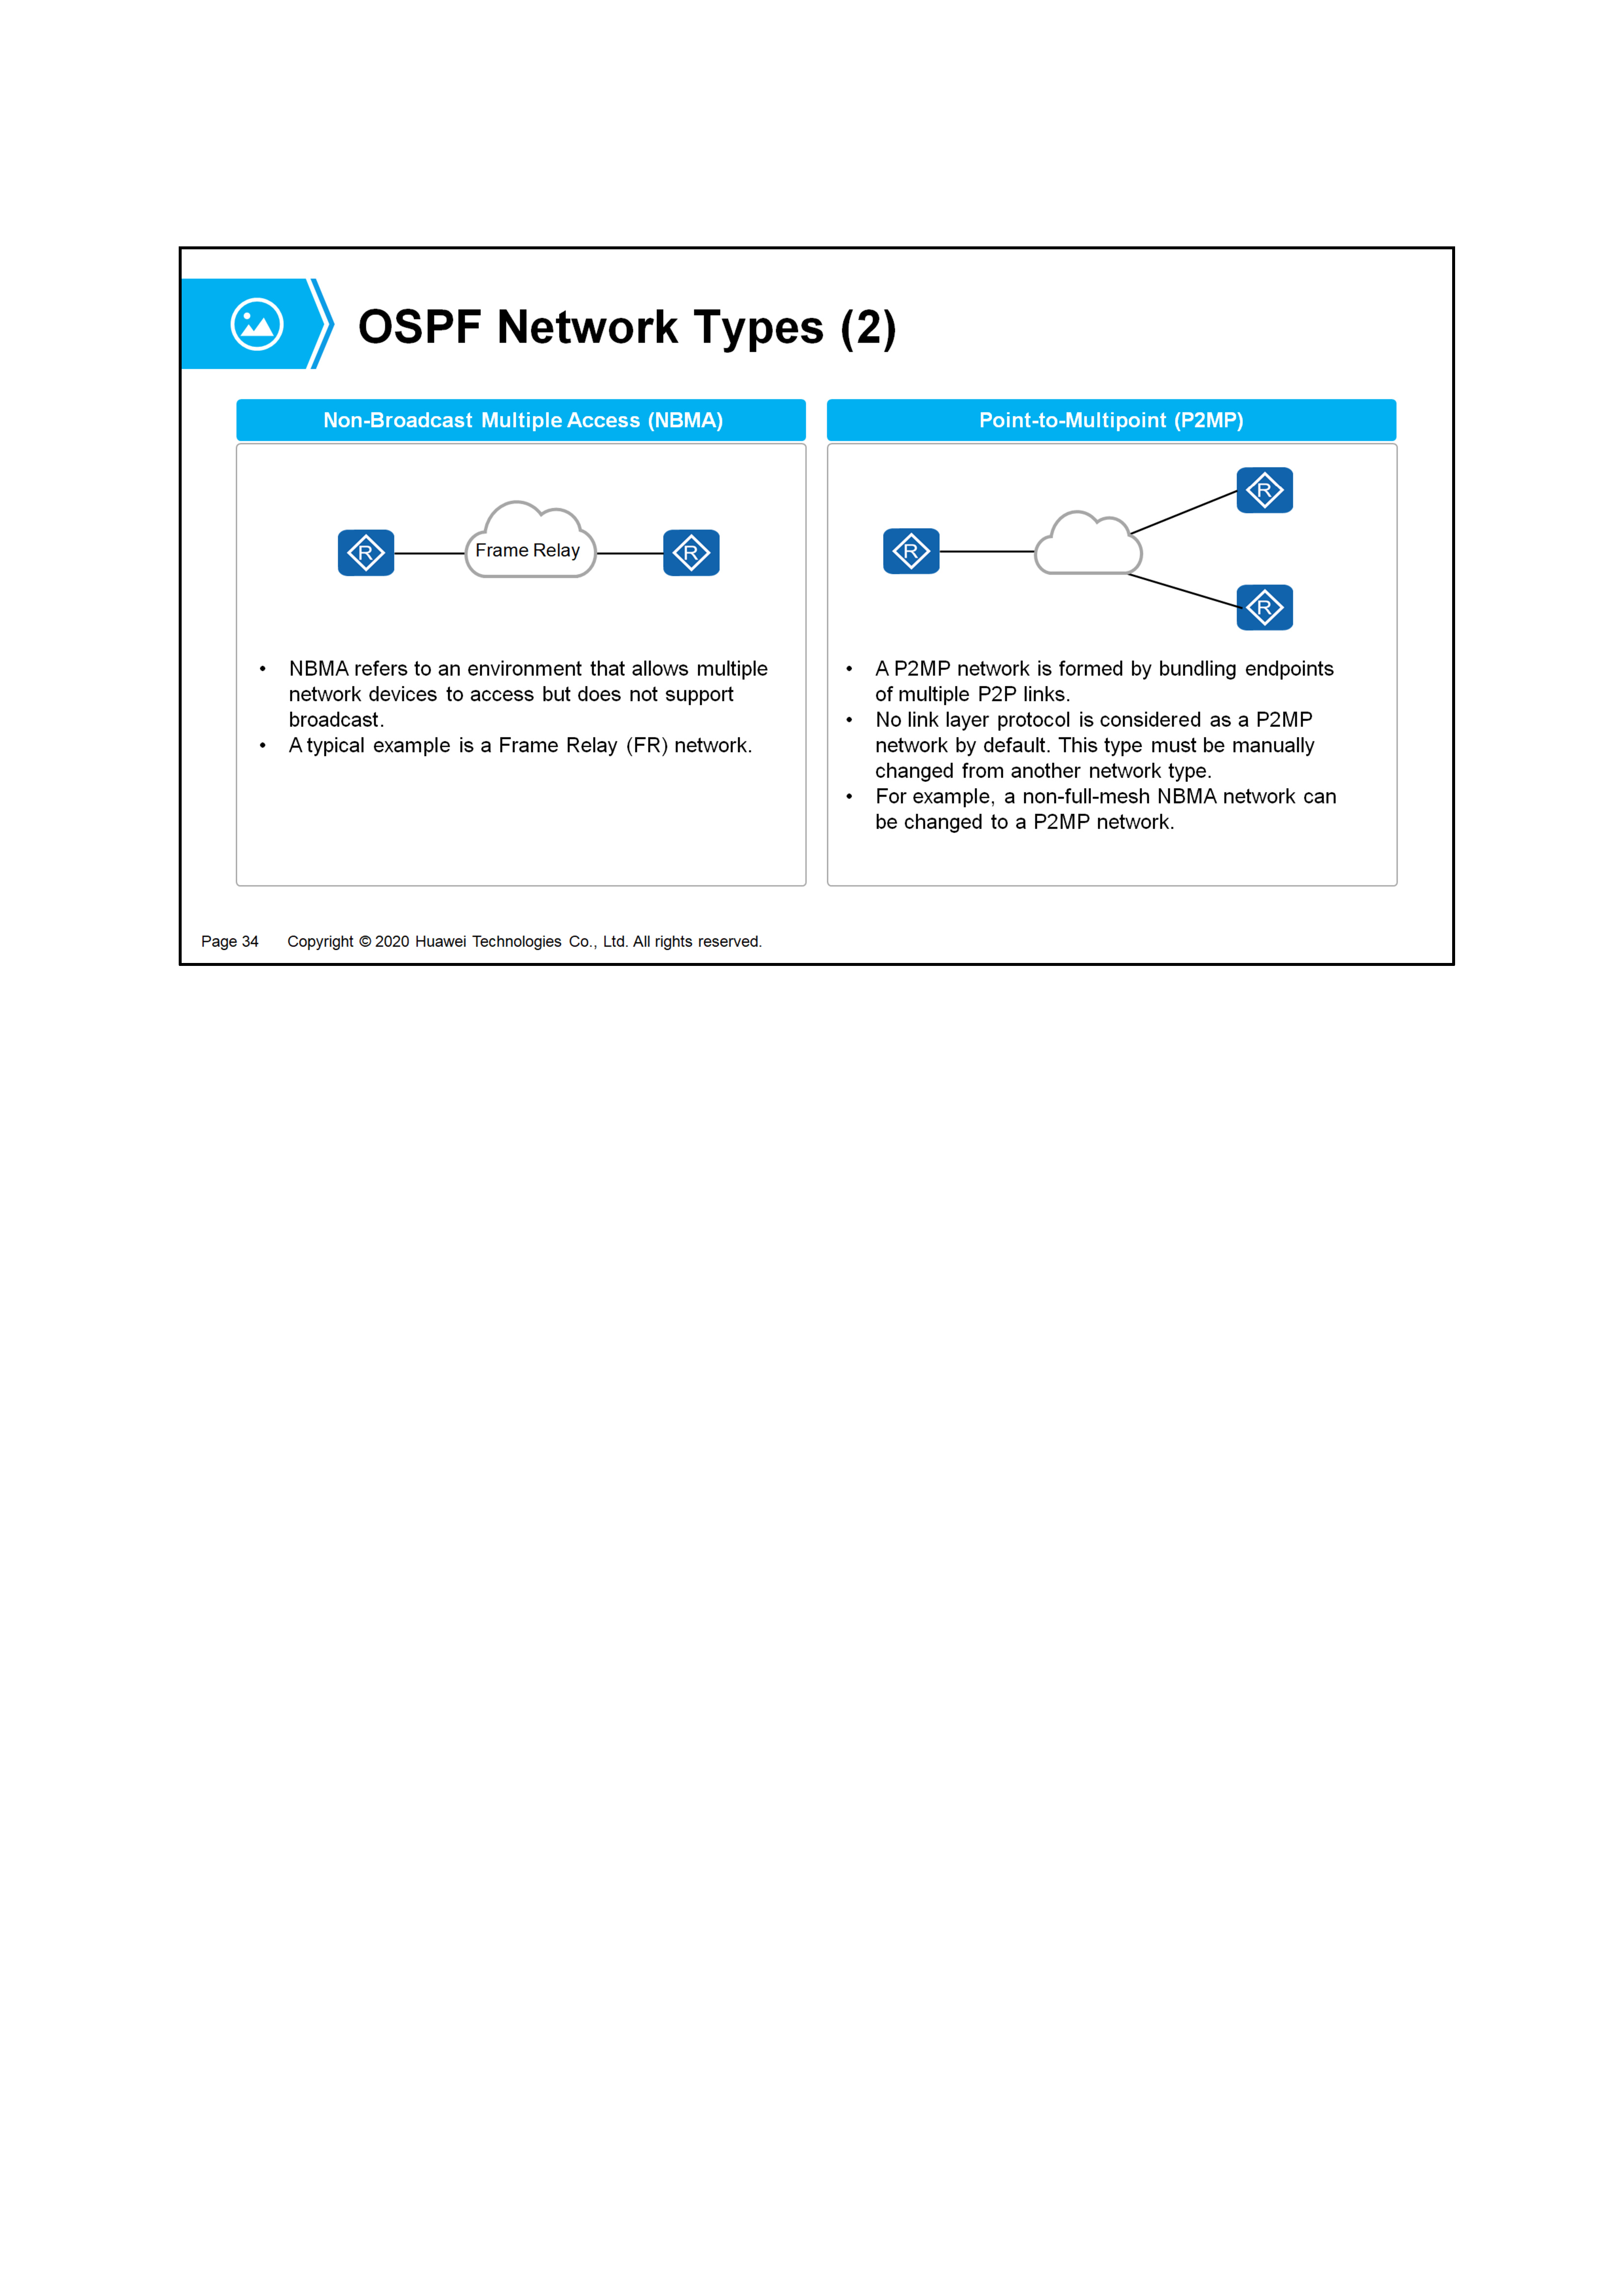 OSPF Network Types (2)
Non-Broadcast Multiple Access (NBMA)
R
Frame Relay
R
• NBMA refers to an environment that allows multiple
network devices to access but does not support
broadcast.
• A typical example is a Frame Relay (FR) network.
Point-to-Multipoint (P2MP)
R
R
R
• A P2MP network is formed by bundling endpoints
of multiple P2P links.
• No link layer protocol is considered as a P2MP
network by default. This type must be manually
changed from another network type.
• For example, a non-full-mesh NBMA network can
be changed to a P2MP network.
Page 34 Copyright © 2020 Huawei Technologies Co., Ltd. All rights reserved.